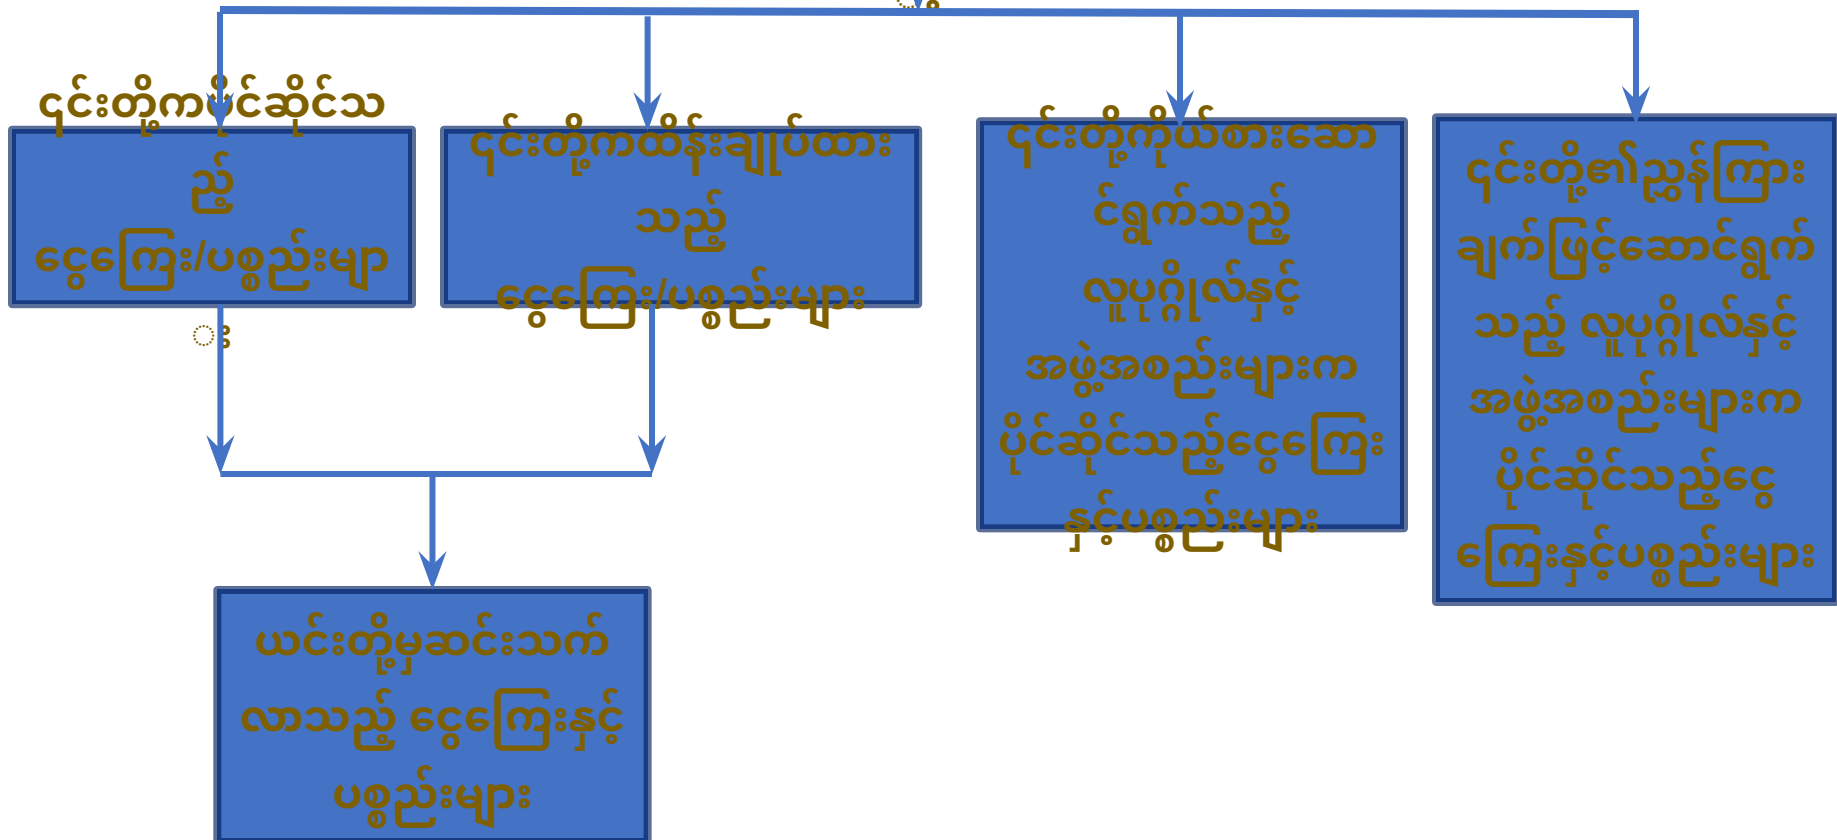 ၎င်းတို့ကပိုင်ဆိုင်သ
ည့်
ငွေကြေး/ပစ္စည်းမျာ
း
၎င်းတို့ကထိန်းချုပ်ထား
သည့်
ငွေကြေး/ပစ္စည်းများ
၎င်းတို့ကိုယ်စားဆော
င်ရွက်သည့်
လူပုဂ္ဂိုလ်နှင့်
အဖွဲ့အစည်းများက
ပိုင်ဆိုင်သည့်ငွေကြေး
နှင့်ပစ္စည်းများ
၎င်းတို့၏ညွှန်ကြား
ချက်ဖြင့်ဆောင်ရွက်
သည့် လူပုဂ္ဂိုလ်နှင့်
အဖွဲ့အစည်းများက
ပိုင်ဆိုင်သည့်ငွေ
ကြေးနှင့်ပစ္စည်းများ
ယင်းတို့မှဆင်းသက်
လာသည့် ငွေကြေးနှင့်
ပစ္စည်းများ